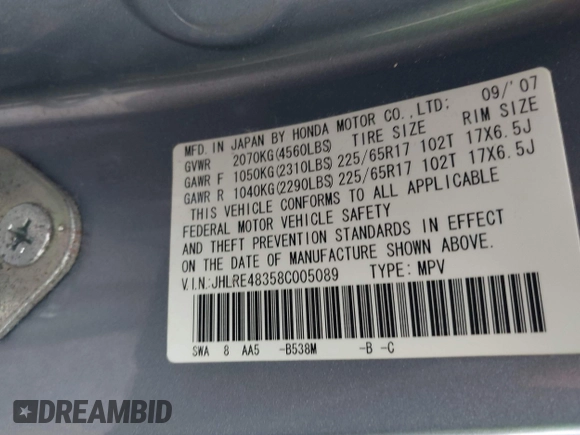 MFD. IN JAPAN BY HONDA MOTOR CO.,LTD: 09/'07
GVWR 2070KG(4560LBS) TIRE SIZE RIM SIZE
GAWR F 1050KG(2310LBS) 225/65R17 102T 17X6.5J
GAWR R 1040KG(2290LBS) 225/65R17 102T 17X6.5J
THIS VEHICLE CONFORMS TO ALL APPLICABLE
FEDERAL MOTOR VEHICLE SAFETY
AND THEFT PREVENTION STANDARDS IN EFFECT
ON THE DATE OF MANUFACTURE SHOWN ABOVE.
V.I.N.:JHLRE48358C005089 TYPE: MPV
SWA 8 AA5 -B538M -B -C
DREAMBID